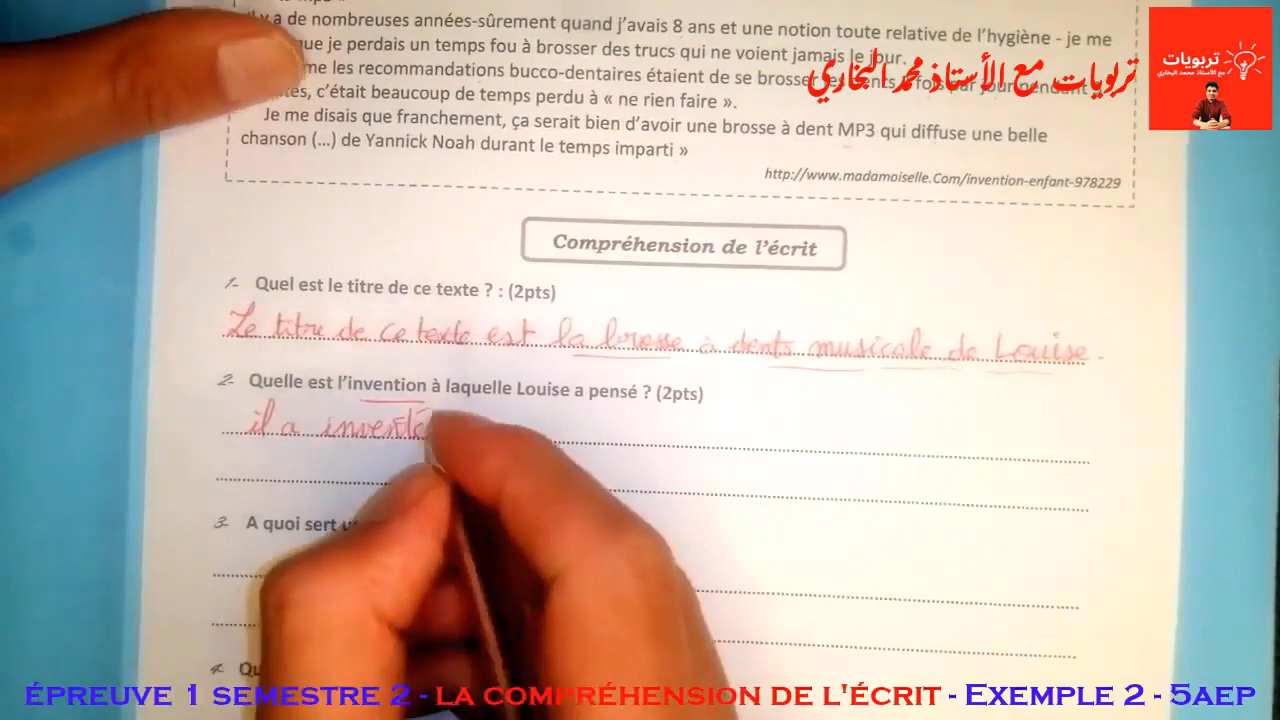 a de nombreuses années-sûrement quand j'avais 8 ans et une notion toute relative de l'hygiène - je me
que je perdais un temps fou à brosser des trucs qui ne voient jamais le jour.
me les recommandations bucco-dentaires étaient de se brosser
c'était beaucoup de temps perdu à « ne rien faire ».
Je me disais que franchement, ça serait bien d'avoir une brosse à dent MP3 qui diffuse une belle
chanson (...) de Yannick Noah durant le temps imparti »
http://www.madamoiselle.Com/invention-enfant-978229
تربويات مع الأستاذ محمد البخاري
تربويات
مع الأستاذ محمد البخاري
Compréhension de l'écrit
1- Quel est le titre de ce texte ? : (2pts)
Le titre de ce texte est la brosse à dents musicale de Louise.
2- Quelle est l'invention à laquelle Louise a pensé ? (2pts)
il a inventé
3- A quoi sert
4-
ÉPREUVE 1 SEMESTRE 2 - LA COMPRÉHENSION DE L'ÉCRIT - EXEMPLE 2 - 5AEP